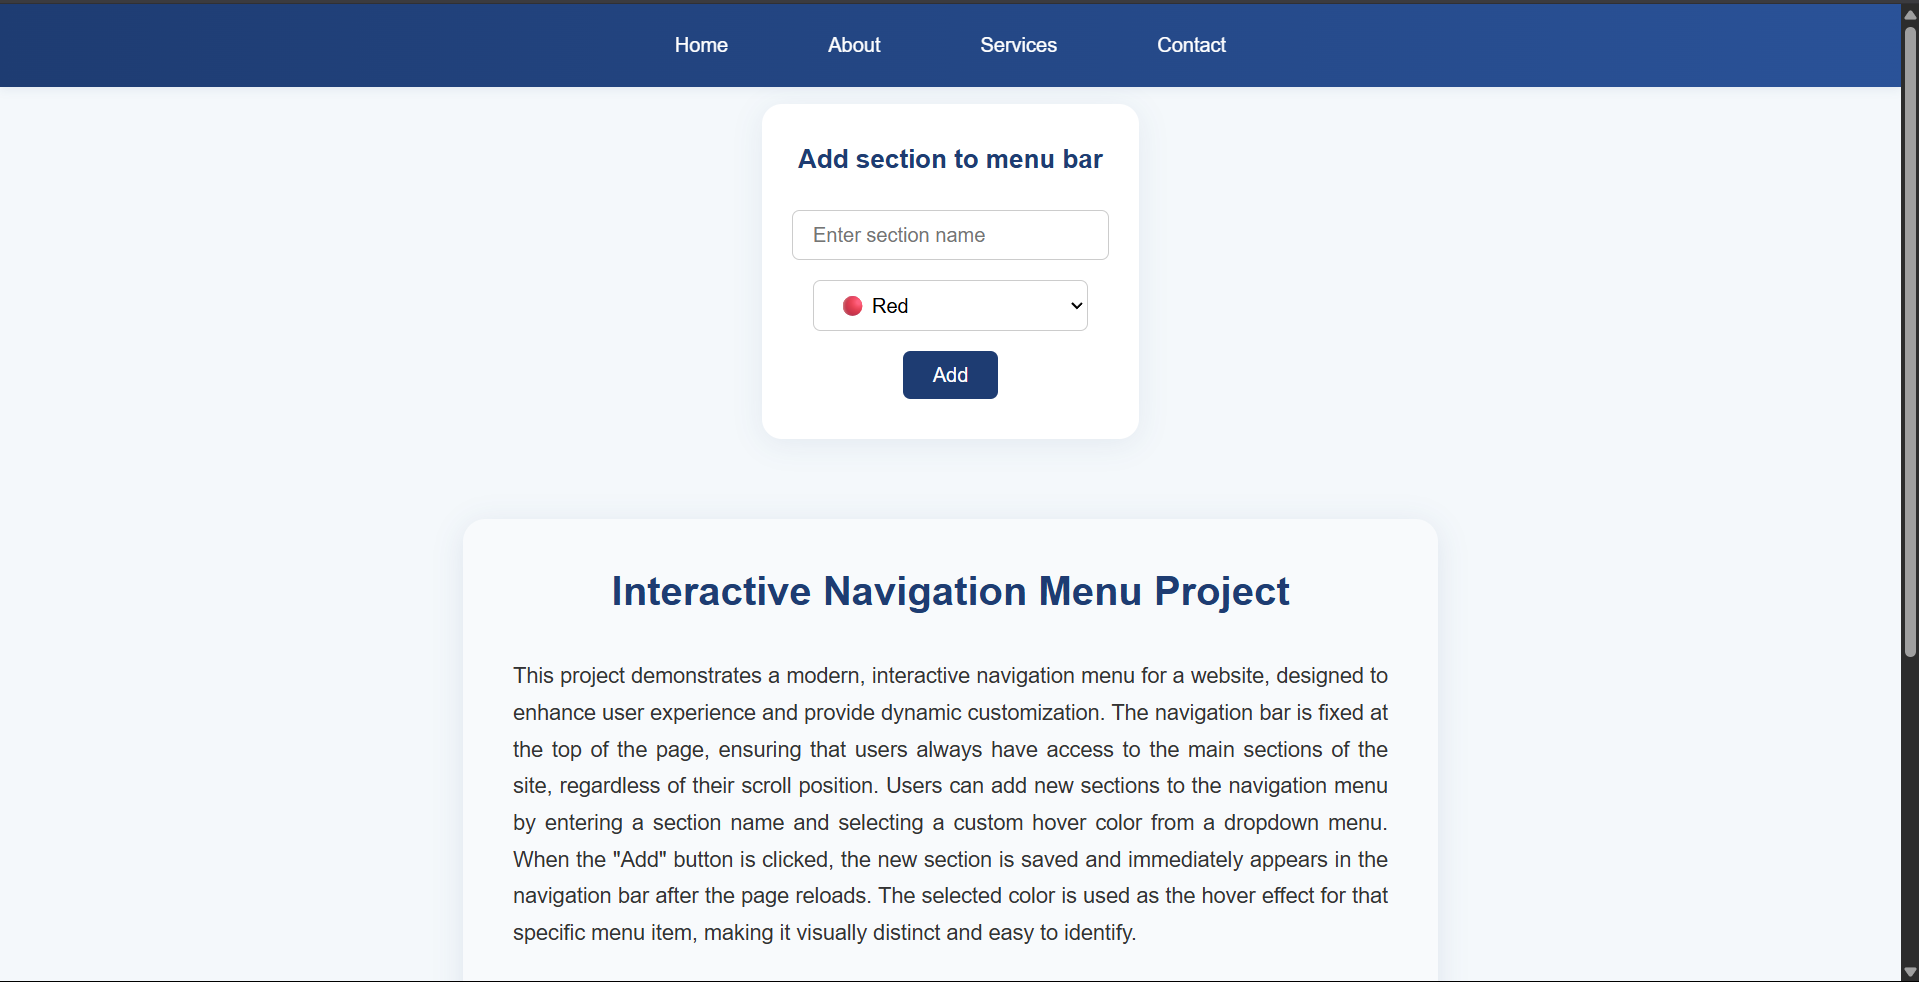 Home About Services Contact
Add section to menu bar
Enter section name
Red
Add
Interactive Navigation Menu Project
This project demonstrates a modern, interactive navigation menu for a website, designed to
enhance user experience and provide dynamic customization. The navigation bar is fixed at
the top of the page, ensuring that users always have access to the main sections of the
site, regardless of their scroll position. Users can add new sections to the navigation menu
by entering a section name and selecting a custom hover color from a dropdown menu.
When the "Add" button is clicked, the new section is saved and immediately appears in the
navigation bar after the page reloads. The selected color is used as the hover effect for that
specific menu item, making it visually distinct and easy to identify.